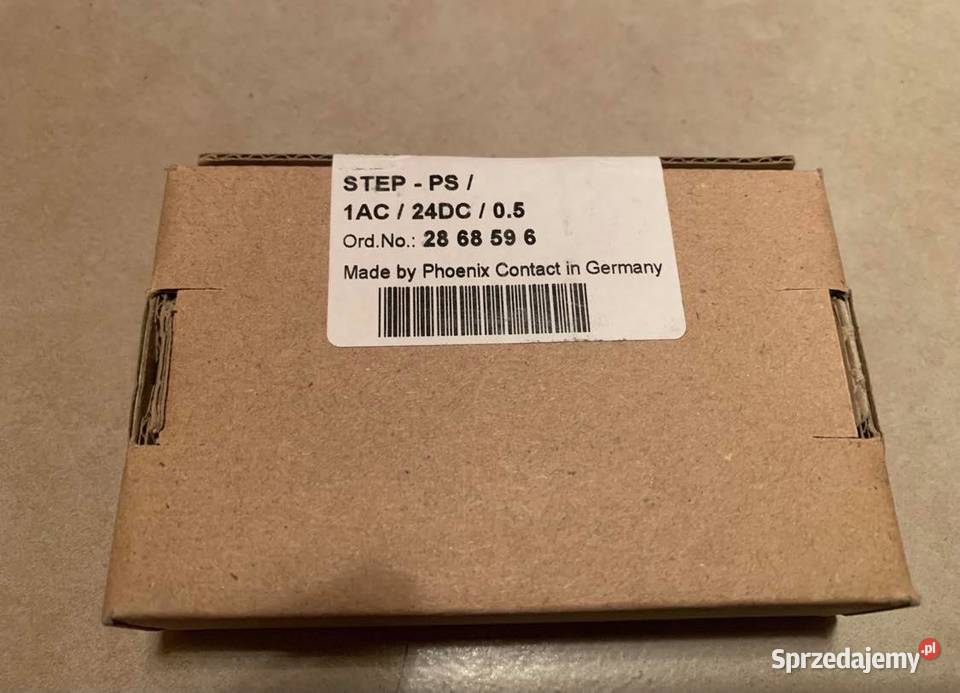 STEP - PS /
1AC / 24DC / 0.5
Ord.No.: 28 68 59 6
Made by Phoenix Contact in Germany
Sprzedajemy.pl